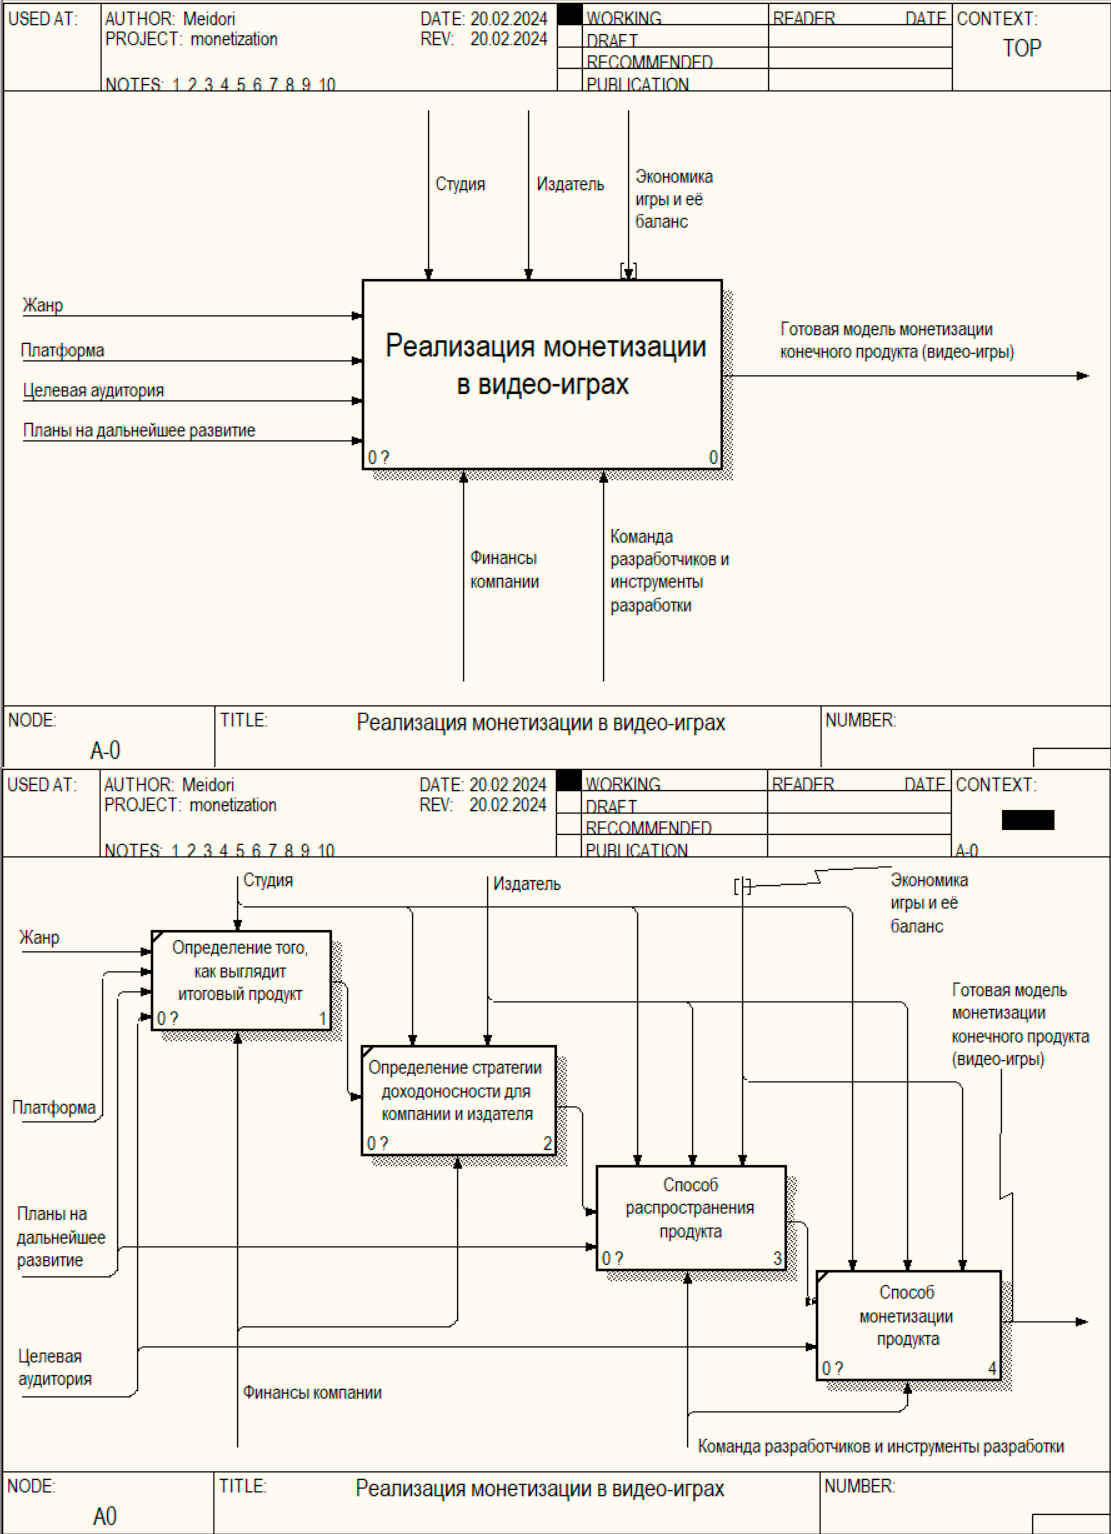 USED AT:
AUTHOR: Meidori
DATE: 20.02.2024
WORKING
READER
DATE
CONTEXT:
PROJECT: monetization
REV: 20.02.2024
DRAFT
TOP
RECOMMENDED
NOTES: 1 2 3 4 5 6 7 8 9 10
PUBLICATION
Студия
Издатель
Экономика
игры и её
баланс
Жанр
Платформа
Целевая аудитория
Планы на дальнейшее развитие
Реализация монетизации
в видео-играх
0 ?
0
Готовая модель монетизации
конечного продукта (видео-игры)
Финансы
компании
Команда
разработчиков и
инструменты
разработки
NODE:
A-0
TITLE:
Реализация монетизации в видео-играх
NUMBER:
USED AT:
AUTHOR: Meidori
DATE: 20.02.2024
WORKING
READER
DATE
CONTEXT:
PROJECT: monetization
REV: 20.02.2024
DRAFT
RECOMMENDED
NOTES: 1 2 3 4 5 6 7 8 9 10
PUBLICATION
A-0
Студия
Издатель
Экономика
игры и её
баланс
Жанр
Определение того,
как выглядит
итоговый продукт
0 ?
1
Готовая модель
монетизации
конечного продукта
(видео-игры)
Определение стратегии
доходоносности для
компании и издателя
0 ?
2
Платформа
Способ
распространения
продукта
0 ?
3
Планы на
дальнейшее
развитие
Способ
монетизации
продукта
0 ?
4
Целевая
аудитория
Финансы компании
Команда разработчиков и инструменты разработки
NODE:
A0
TITLE:
Реализация монетизации в видео-играх
NUMBER: